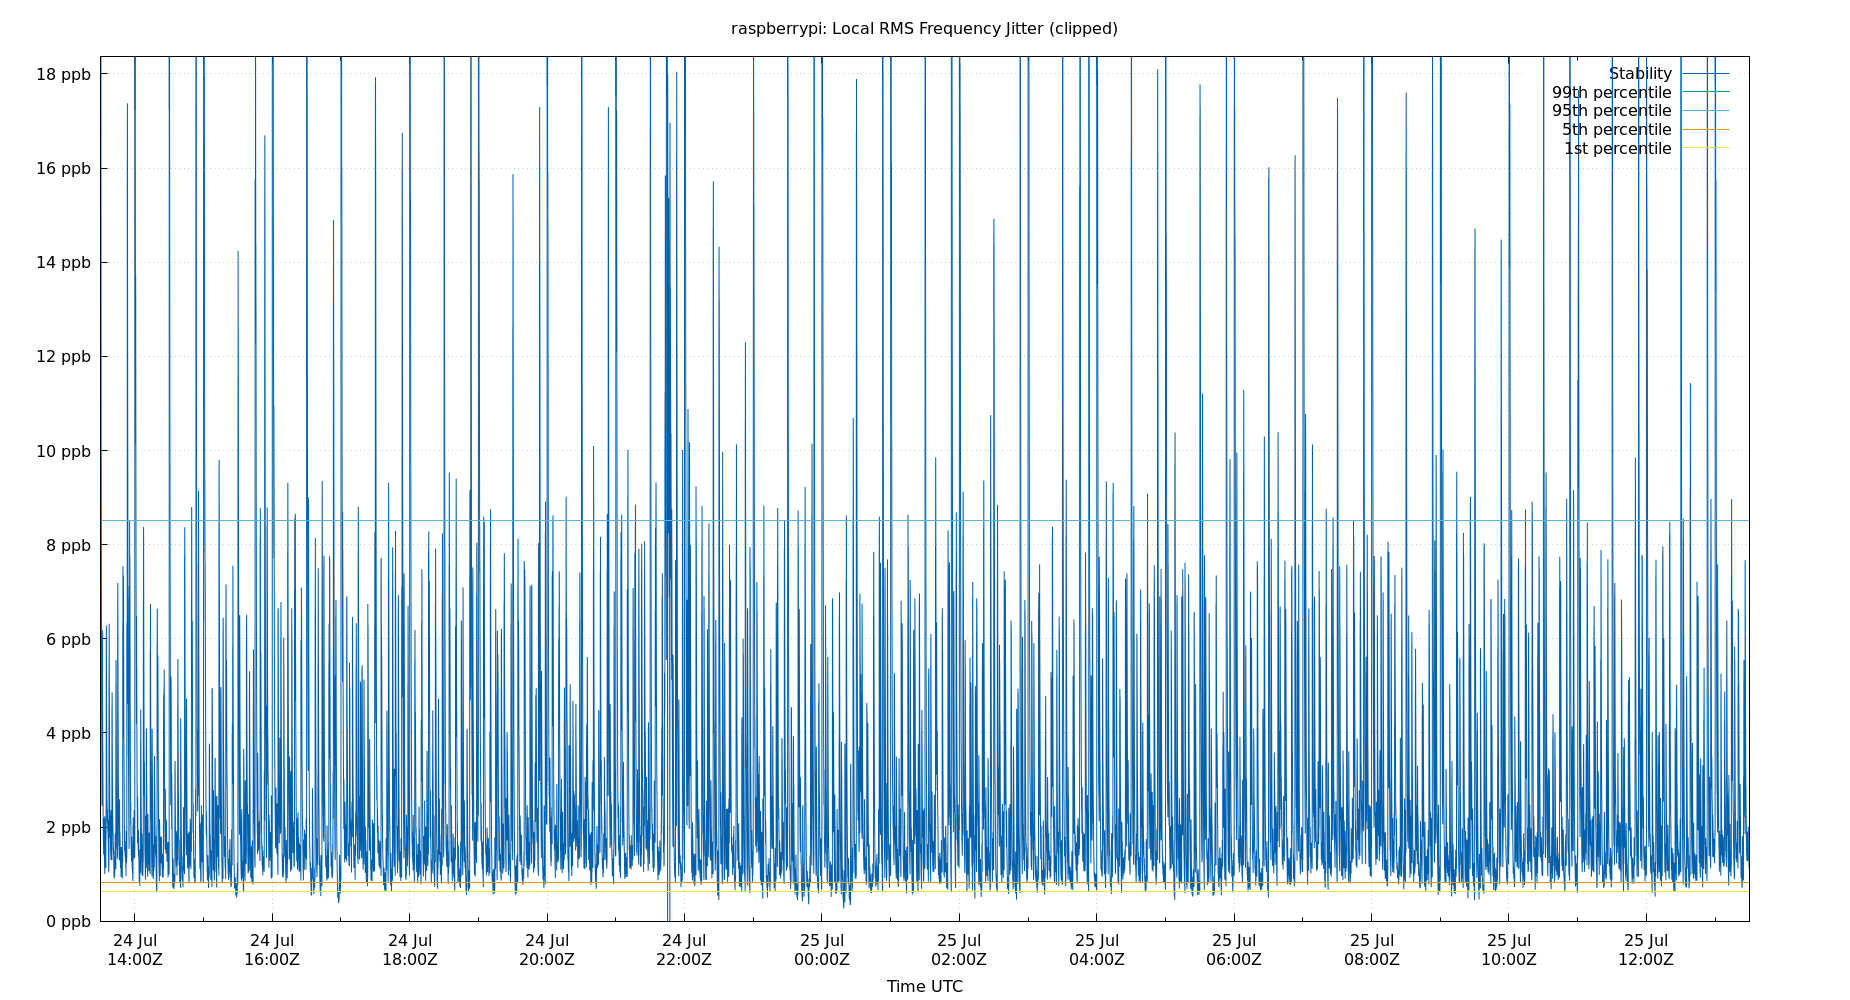 raspberrypi: Local RMS Frequency Jitter (clipped)
18 ppb
16 ppb
14 ppb
12 ppb
10 ppb
8 ppb
6 ppb
4 ppb
2 ppb
0 ppb
Stability
99th percentile
95th percentile
5th percentile
1st percentile
24 Jul 24 Jul 24 Jul 24 Jul 24 Jul 25 Jul 25 Jul 25 Jul 25 Jul 25 Jul 25 Jul 25 Jul
14:00Z 16:00Z 18:00Z 20:00Z 22:00Z 00:00Z 02:00Z 04:00Z 06:00Z 08:00Z 10:00Z 12:00Z
Time UTC